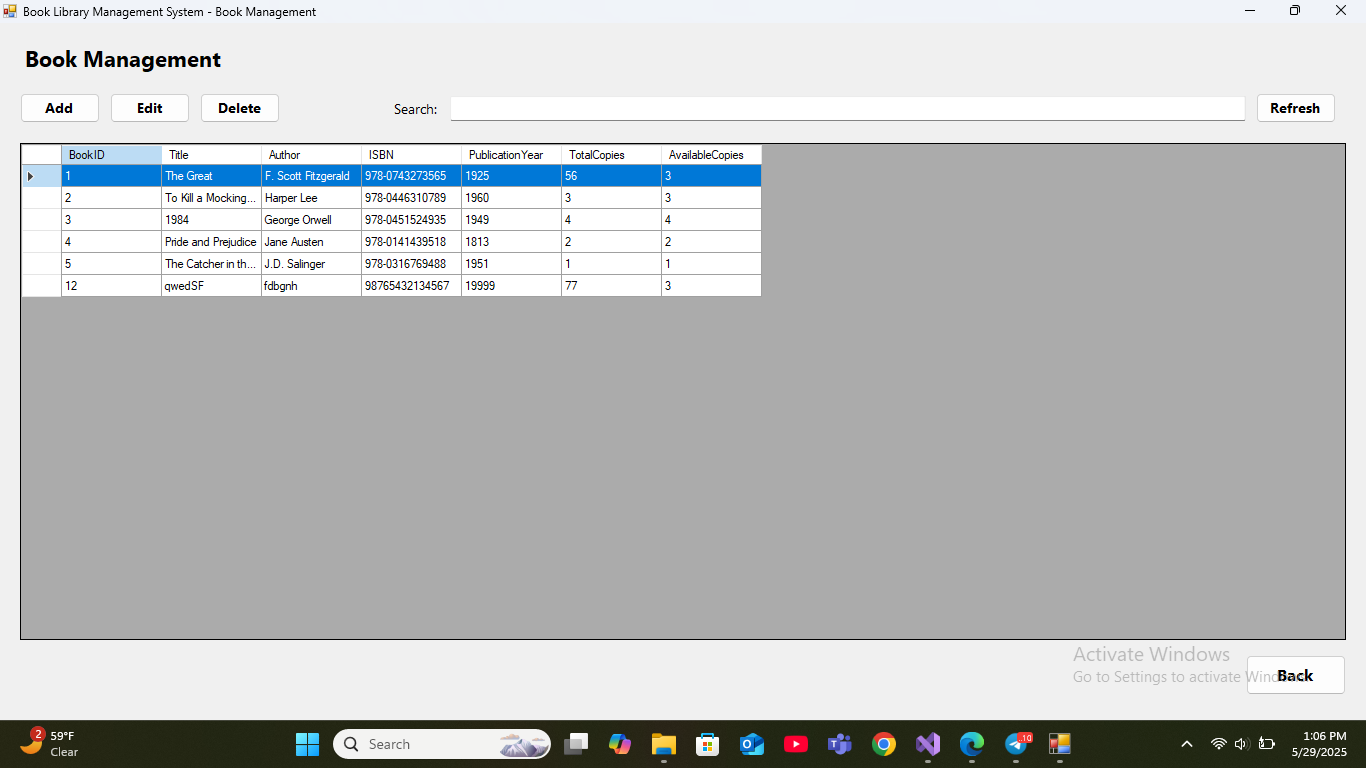 Book Library Management System - Book Management
Book Management
Add Edit Delete Search: Refresh
BookID Title Author ISBN PublicationYear TotalCopies AvailableCopies
1 The Great F. Scott Fitzgerald 978-0743273565 1925 56 3
2 To Kill a Mocking... Harper Lee 978-0446310789 1960 3 3
3 1984 George Orwell 978-0451524935 1949 4 4
4 Pride and Prejudice Jane Austen 978-0141439518 1813 2 2
5 The Catcher in th... J.D. Salinger 978-0316769488 1951 1 1
12 qwedSF fdbgnh 98765432134567 19999 77 3
Activate Windows
Go to Settings to activate
Back
2 59°F
Clear
Search
10
1:06 PM
5/29/2025